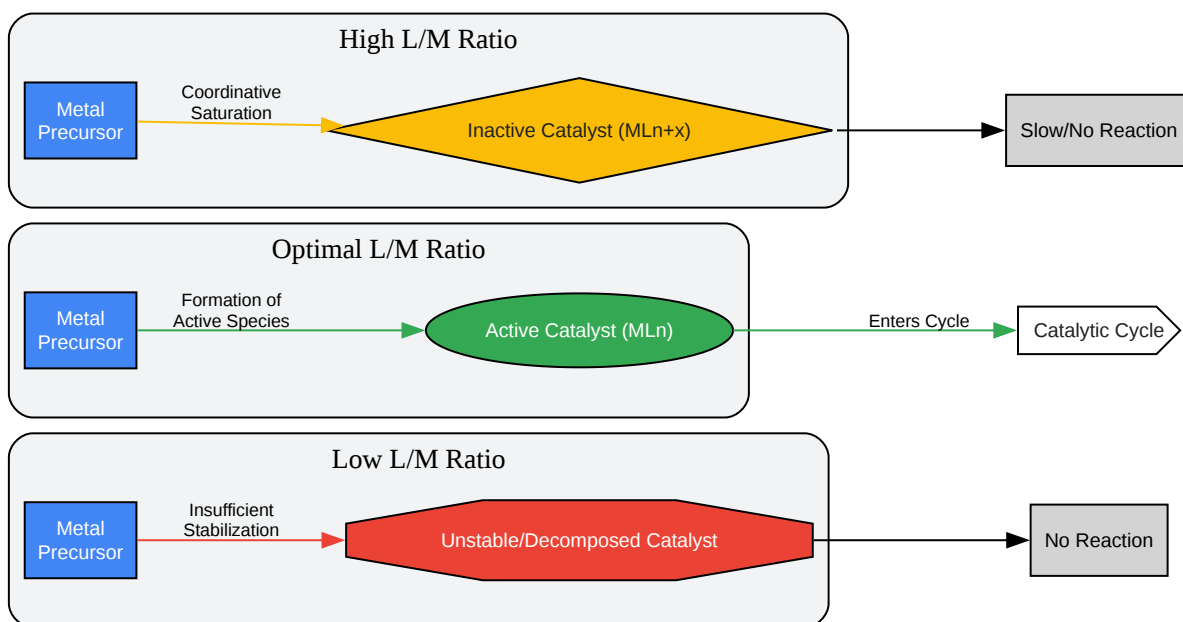 High L/M Ratio
Metal
Precursor
Coordinative
Saturation
Inactive Catalyst (MLn+x)
Slow/No Reaction
Optimal L/M Ratio
Metal
Precursor
Formation of
Active Species
Active Catalyst (MLn)
Enters Cycle
Catalytic Cycle
Low L/M Ratio
Metal
Precursor
Insufficient
Stabilization
Unstable/Decomposed Catalyst
No Reaction